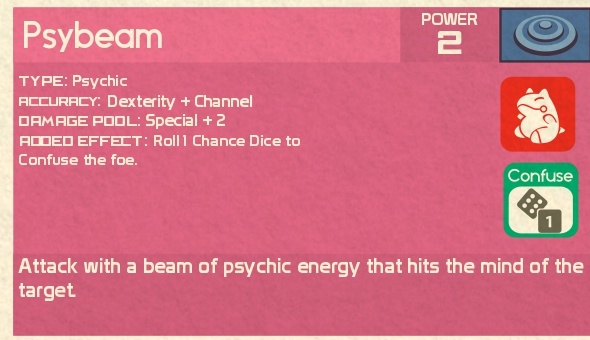 Psybeam
POWER
2
TYPE: Psychic
ACCURACY: Dexterity + Channel
DAMAGE POOL: Special + 2
ADDED EFFECT: Roll 1 Chance Dice to
Confuse the foe.
Confuse
1
Attack with a beam of psychic energy that hits the mind of the
target.